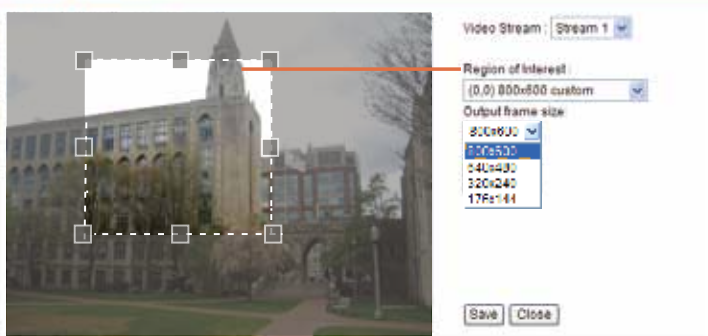 Video Stream : Stream 1
Region of Interest :
(0,0) 800x600 custom
Output frame size
800x600
800x600
640x480
320x240
176x144
Save Close